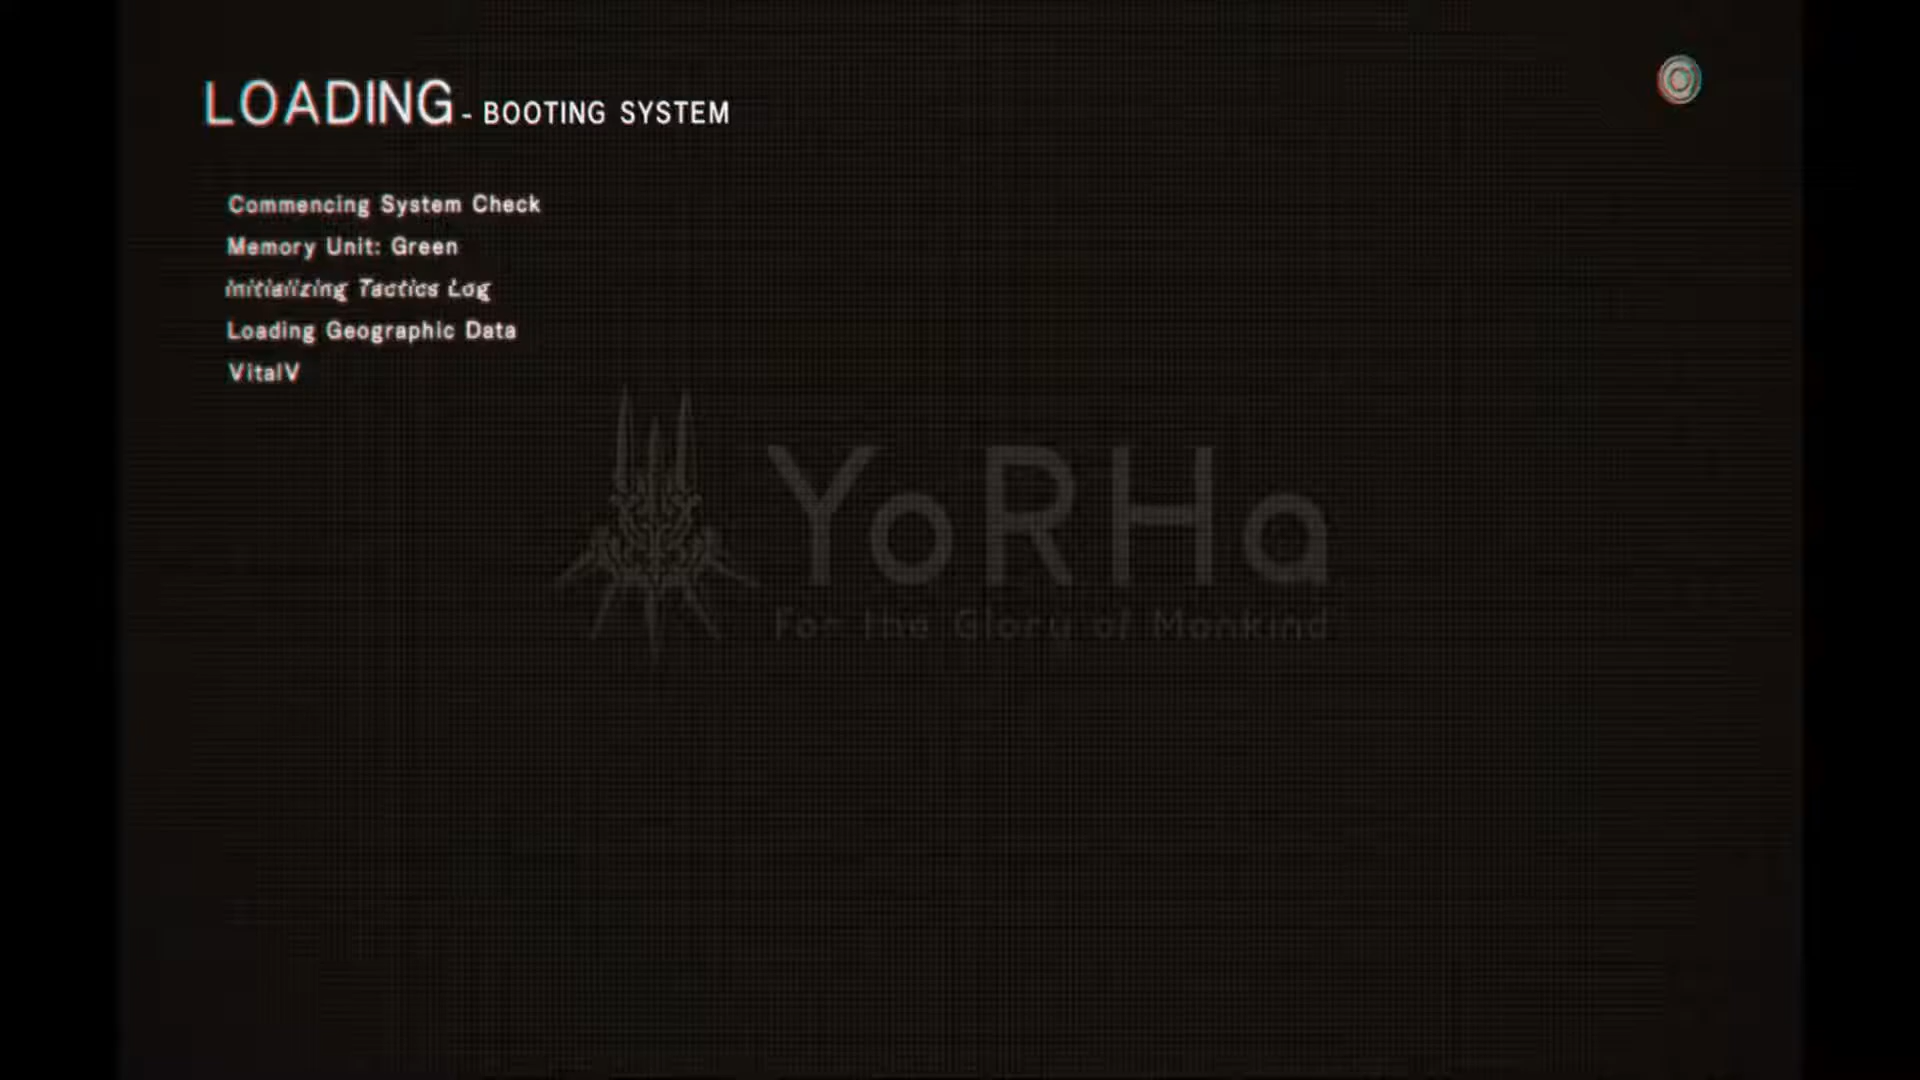 LOADING - BOOTING SYSTEM
Commencing System Check
Memory Unit: Green
Initializing Tactics Log
Loading Geographic Data
VitalV
YoRHa
For the Glory of Mankind